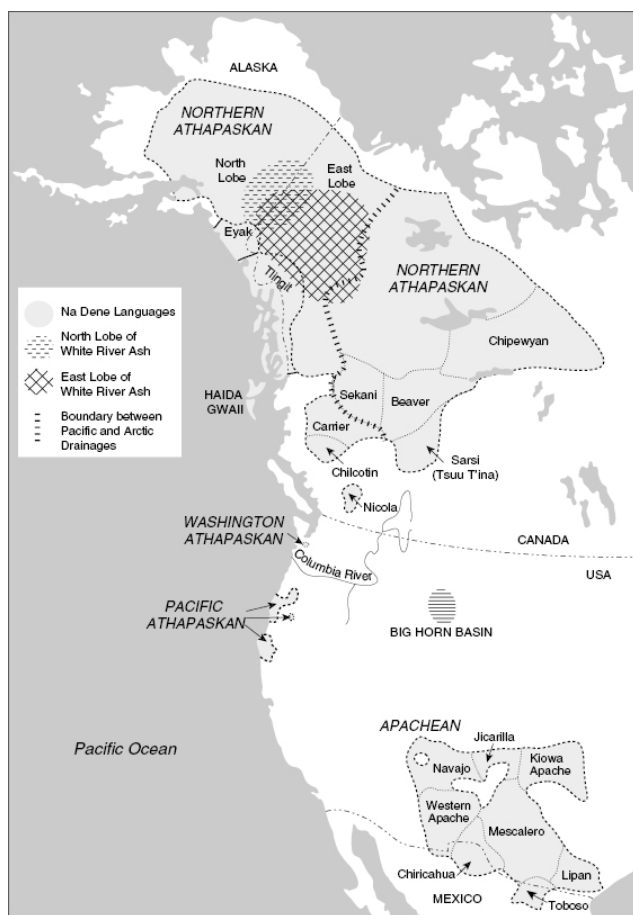 ALASKA
NORTHERN
ATHAPASKAN
North
Lobe
East
Lobe
Eyak
Tlingit
NORTHERN
ATHAPASKAN
Chipewyan
Na Dene Languages
North Lobe of
White River Ash
East Lobe of
White River Ash
Boundary between
Pacific and Arctic
Drainages
HAIDA
GWAII
Sekani
Beaver
Carrier
Chilcotin
Sarsi
(Tsuu T'ina)
Nicola
WASHINGTON
ATHAPASKAN
CANADA
USA
Columbia River
PACIFIC
ATHAPASKAN
BIG HORN BASIN
Pacific Ocean
APACHEAN
Jicarilla
Navajo
Kiowa
Apache
Western
Apache
Mescalero
Chiricahua
Lipan
MEXICO
Toboso